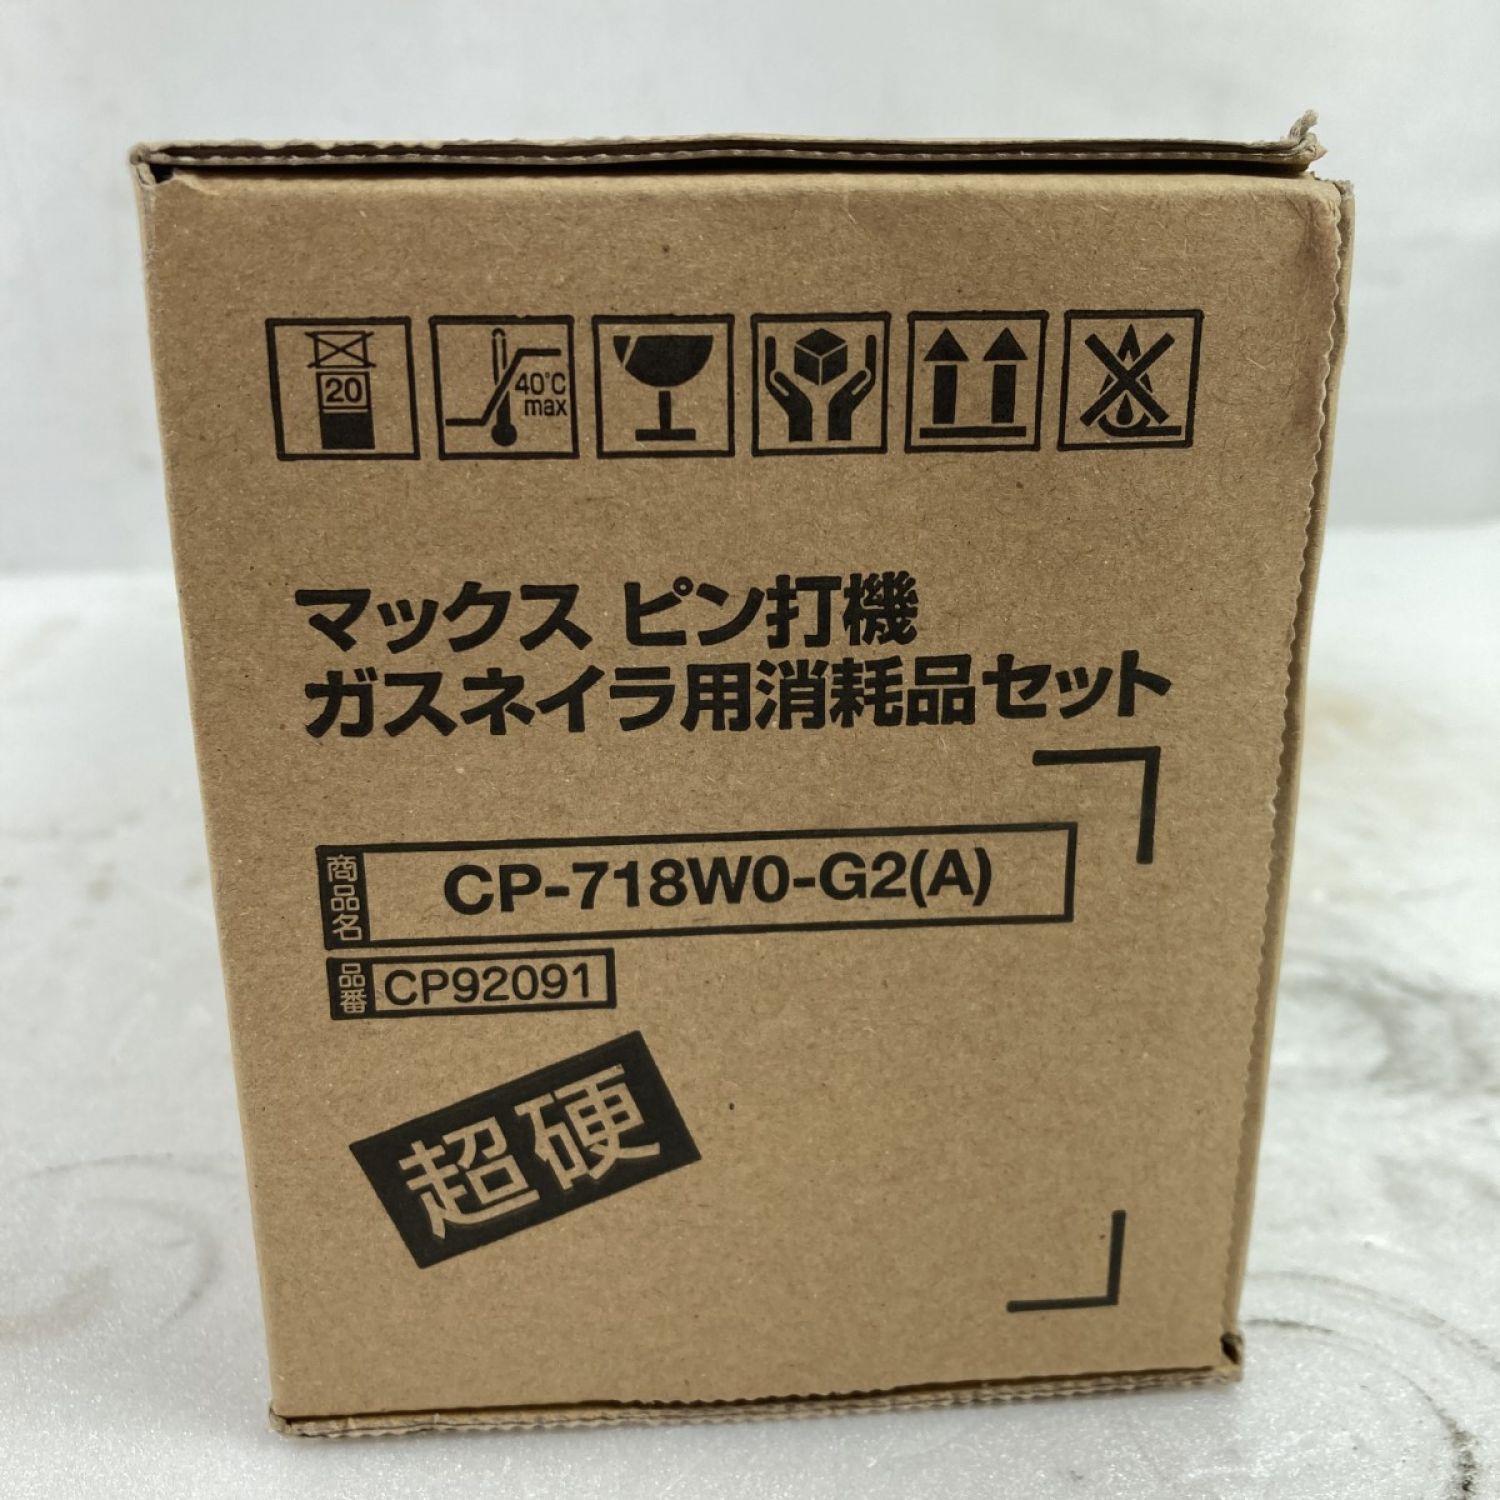 20
40°C
max
マックス ピン打機
ガスネイラ用消耗品セット
商品名 CP-718W0-G2(A)
品番 CP92091
超硬